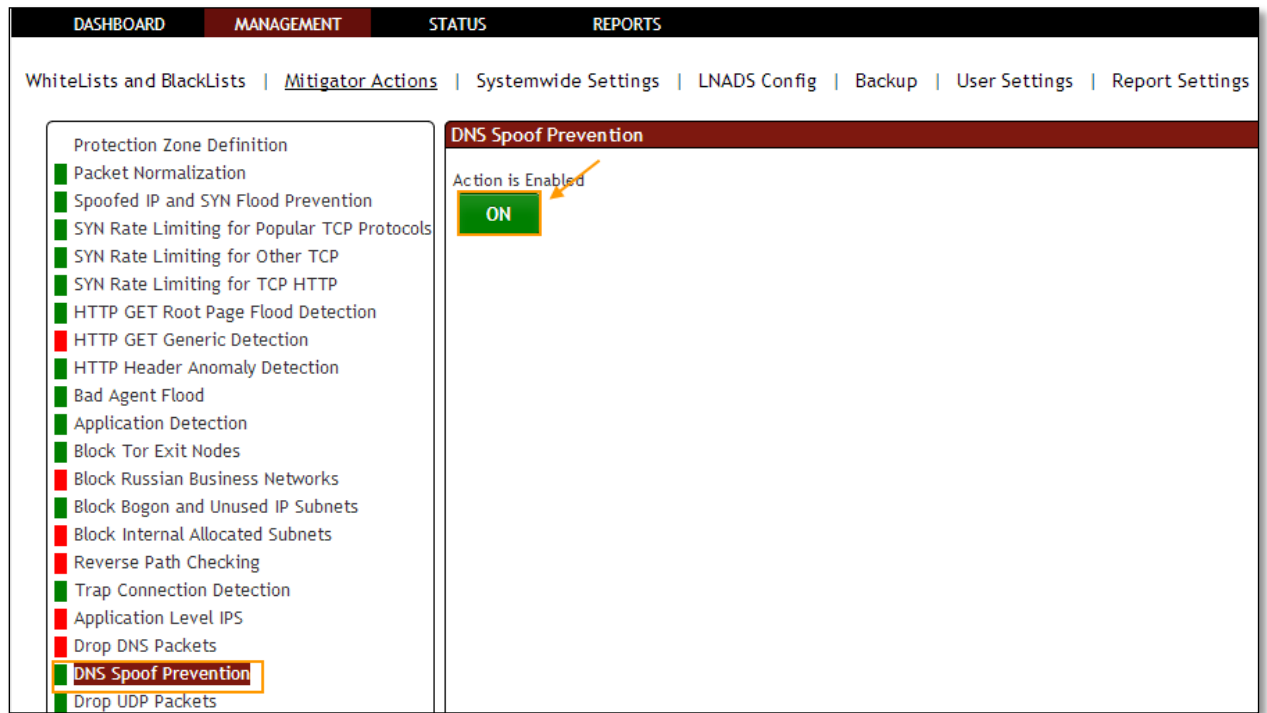 DASHBOARD MANAGEMENT STATUS REPORTS
WhiteLists and BlackLists | Mitigator Actions | Systemwide Settings | LNADS Config | Backup | User Settings | Report Settings
Protection Zone Definition
Packet Normalization
Spoofed IP and SYN Flood Prevention
SYN Rate Limiting for Popular TCP Protocols
SYN Rate Limiting for Other TCP
SYN Rate Limiting for TCP HTTP
HTTP GET Root Page Flood Detection
HTTP GET Generic Detection
HTTP Header Anomaly Detection
Bad Agent Flood
Application Detection
Block Tor Exit Nodes
Block Russian Business Networks
Block Bogon and Unused IP Subnets
Block Internal Allocated Subnets
Reverse Path Checking
Trap Connection Detection
Application Level IPS
Drop DNS Packets
DNS Spoof Prevention
Drop UDP Packets
DNS Spoof Prevention
Action is Enabled
ON